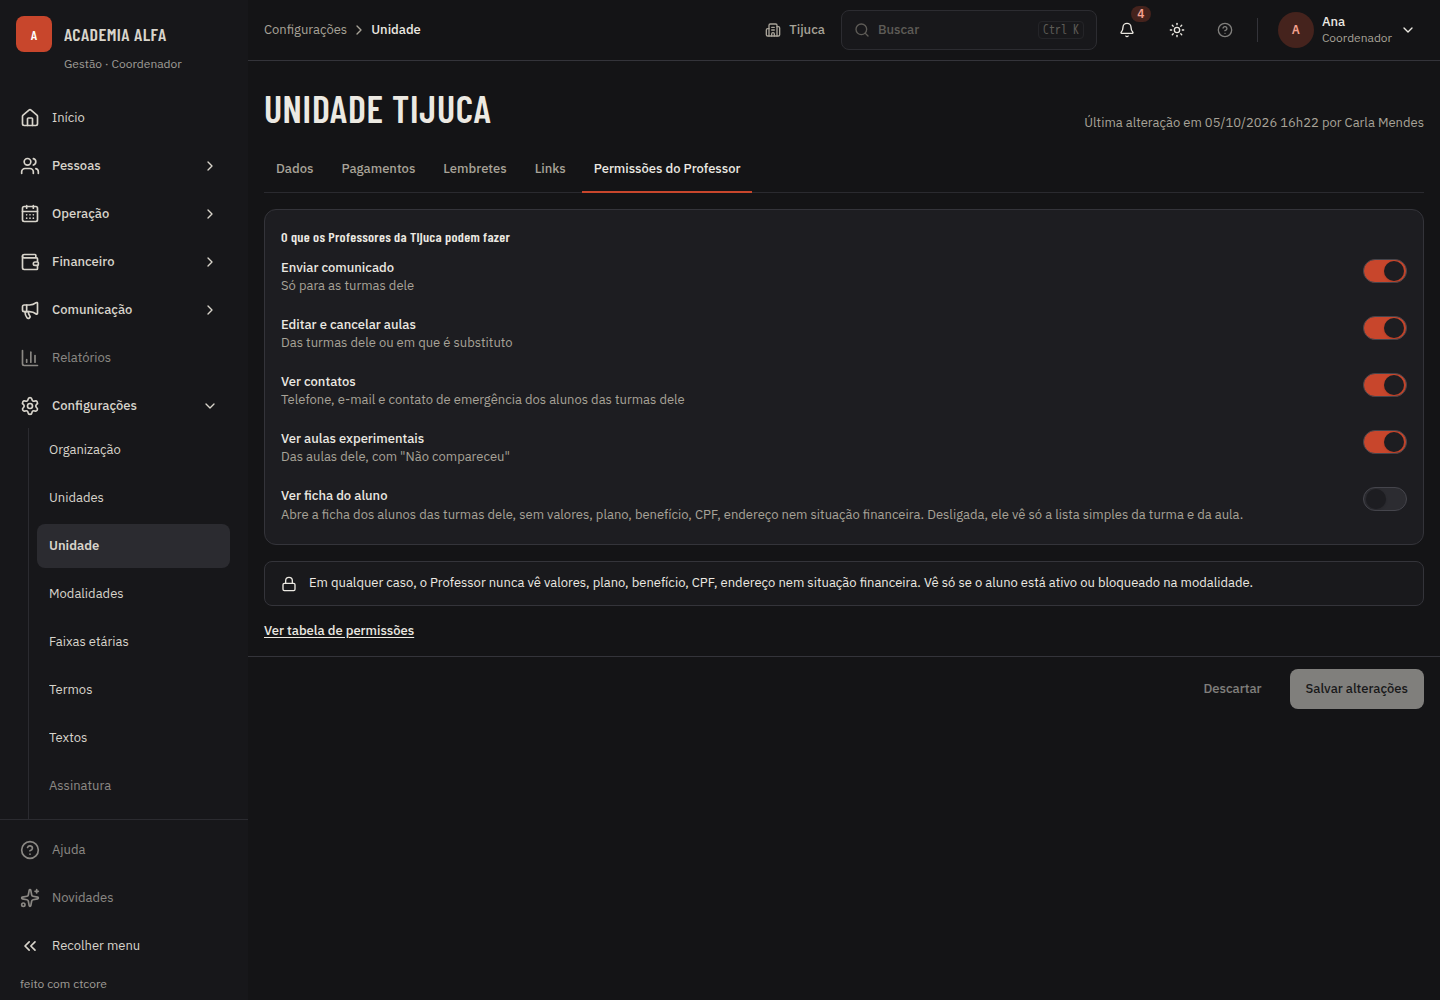 A
ACADEMIA ALFA
Gestão · Coordenador
Início
Pessoas
Operação
Financeiro
Comunicação
Relatórios
Configurações
Organização
Unidades
Unidade
Modalidades
Faixas etárias
Termos
Textos
Assinatura
Ajuda
Novidades
Recolher menu
feito com ctcore
Configurações > Unidade
Tijuca
Buscar
Ctrl K
4
A
Ana
Coordenador
UNIDADE TIJUCA
Última alteração em 05/10/2026 16h22 por Carla Mendes
Dados
Pagamentos
Lembretes
Links
Permissões do Professor
O que os Professores da Tijuca podem fazer
Enviar comunicado
Só para as turmas dele
Editar e cancelar aulas
Das turmas dele ou em que é substituto
Ver contatos
Telefone, e-mail e contato de emergência dos alunos das turmas dele
Ver aulas experimentais
Das aulas dele, com "Não compareceu"
Ver ficha do aluno
Abre a ficha dos alunos das turmas dele, sem valores, plano, benefício, CPF, endereço nem situação financeira. Desligada, ele vê só a lista simples da turma e da aula.
Em qualquer caso, o Professor nunca vê valores, plano, benefício, CPF, endereço nem situação financeira. Vê só se o aluno está ativo ou bloqueado na modalidade.
Ver tabela de permissões
Descartar
Salvar alterações